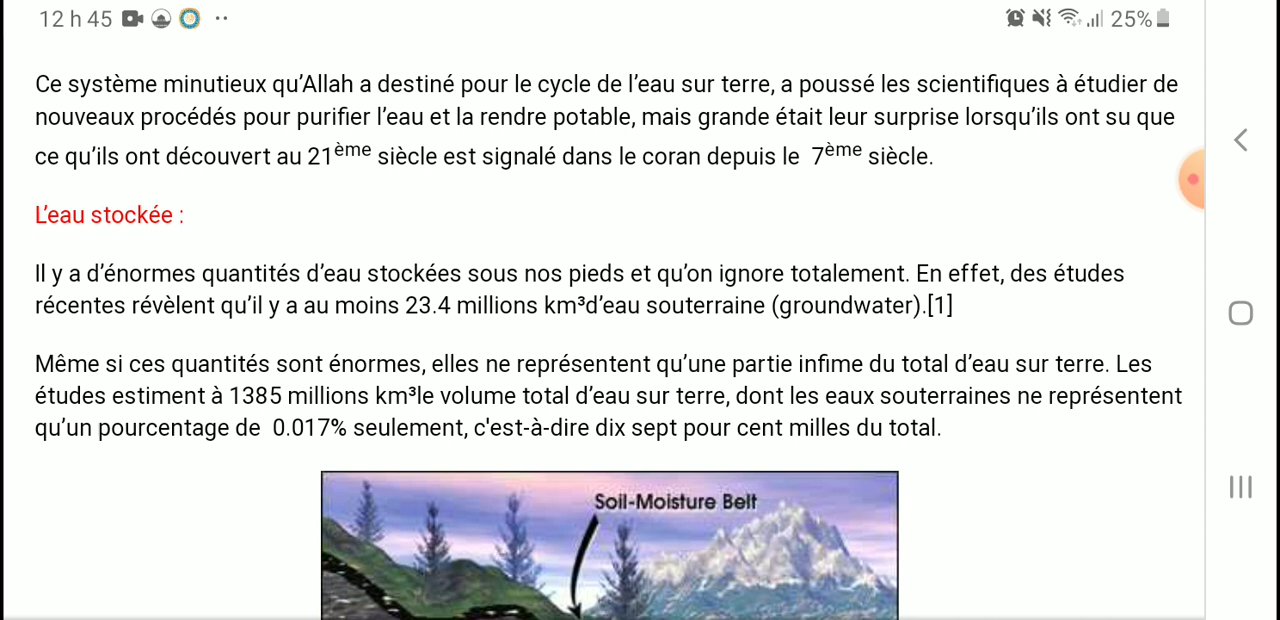 12 h 45
25%
Ce système minutieux qu'Allah a destiné pour le cycle de l'eau sur terre, a poussé les scientifiques à étudier de
nouveaux procédés pour purifier l'eau et la rendre potable, mais grande était leur surprise lorsqu'ils ont su que
ce qu'ils ont découvert au 21ème siècle est signalé dans le coran depuis le 7ème siècle.
L'eau stockée :
Il y a d'énormes quantités d'eau stockées sous nos pieds et qu'on ignore totalement. En effet, des études
récentes révèlent qu'il y a au moins 23.4 millions km³d'eau souterraine (groundwater).[1]
Même si ces quantités sont énormes, elles ne représentent qu'une partie infime du total d'eau sur terre. Les
études estiment à 1385 millions km³le volume total d'eau sur terre, dont les eaux souterraines ne représentent
qu'un pourcentage de 0.017% seulement, c'est-à-dire dix sept pour cent milles du total.
Soil-Moisture Belt